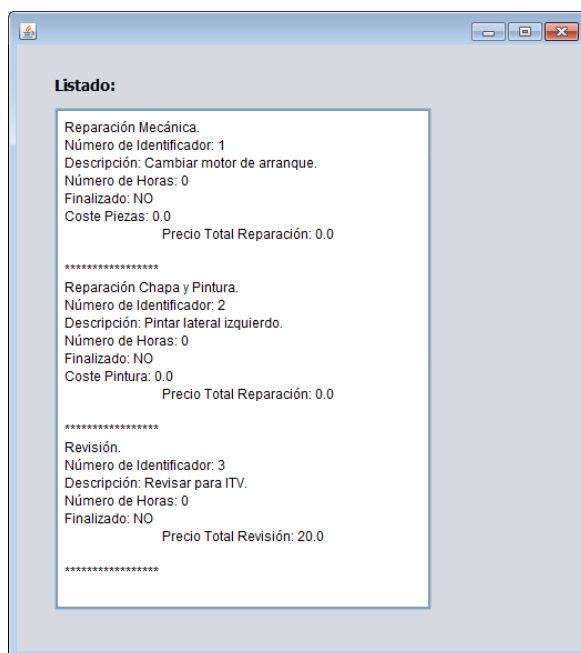 Listado:
Reparación Mecánica.
Número de Identificador: 1
Descripción: Cambiar motor de arranque.
Número de Horas: 0
Finalizado: NO
Coste Piezas: 0.0
Precio Total Reparación: 0.0
*****************
Reparación Chapa y Pintura.
Número de Identificador: 2
Descripción: Pintar lateral izquierdo.
Número de Horas: 0
Finalizado: NO
Coste Pintura: 0.0
Precio Total Reparación: 0.0
*****************
Revisión.
Número de Identificador: 3
Descripción: Revisar para ITV.
Número de Horas: 0
Finalizado: NO
Precio Total Revisión: 20.0
*****************